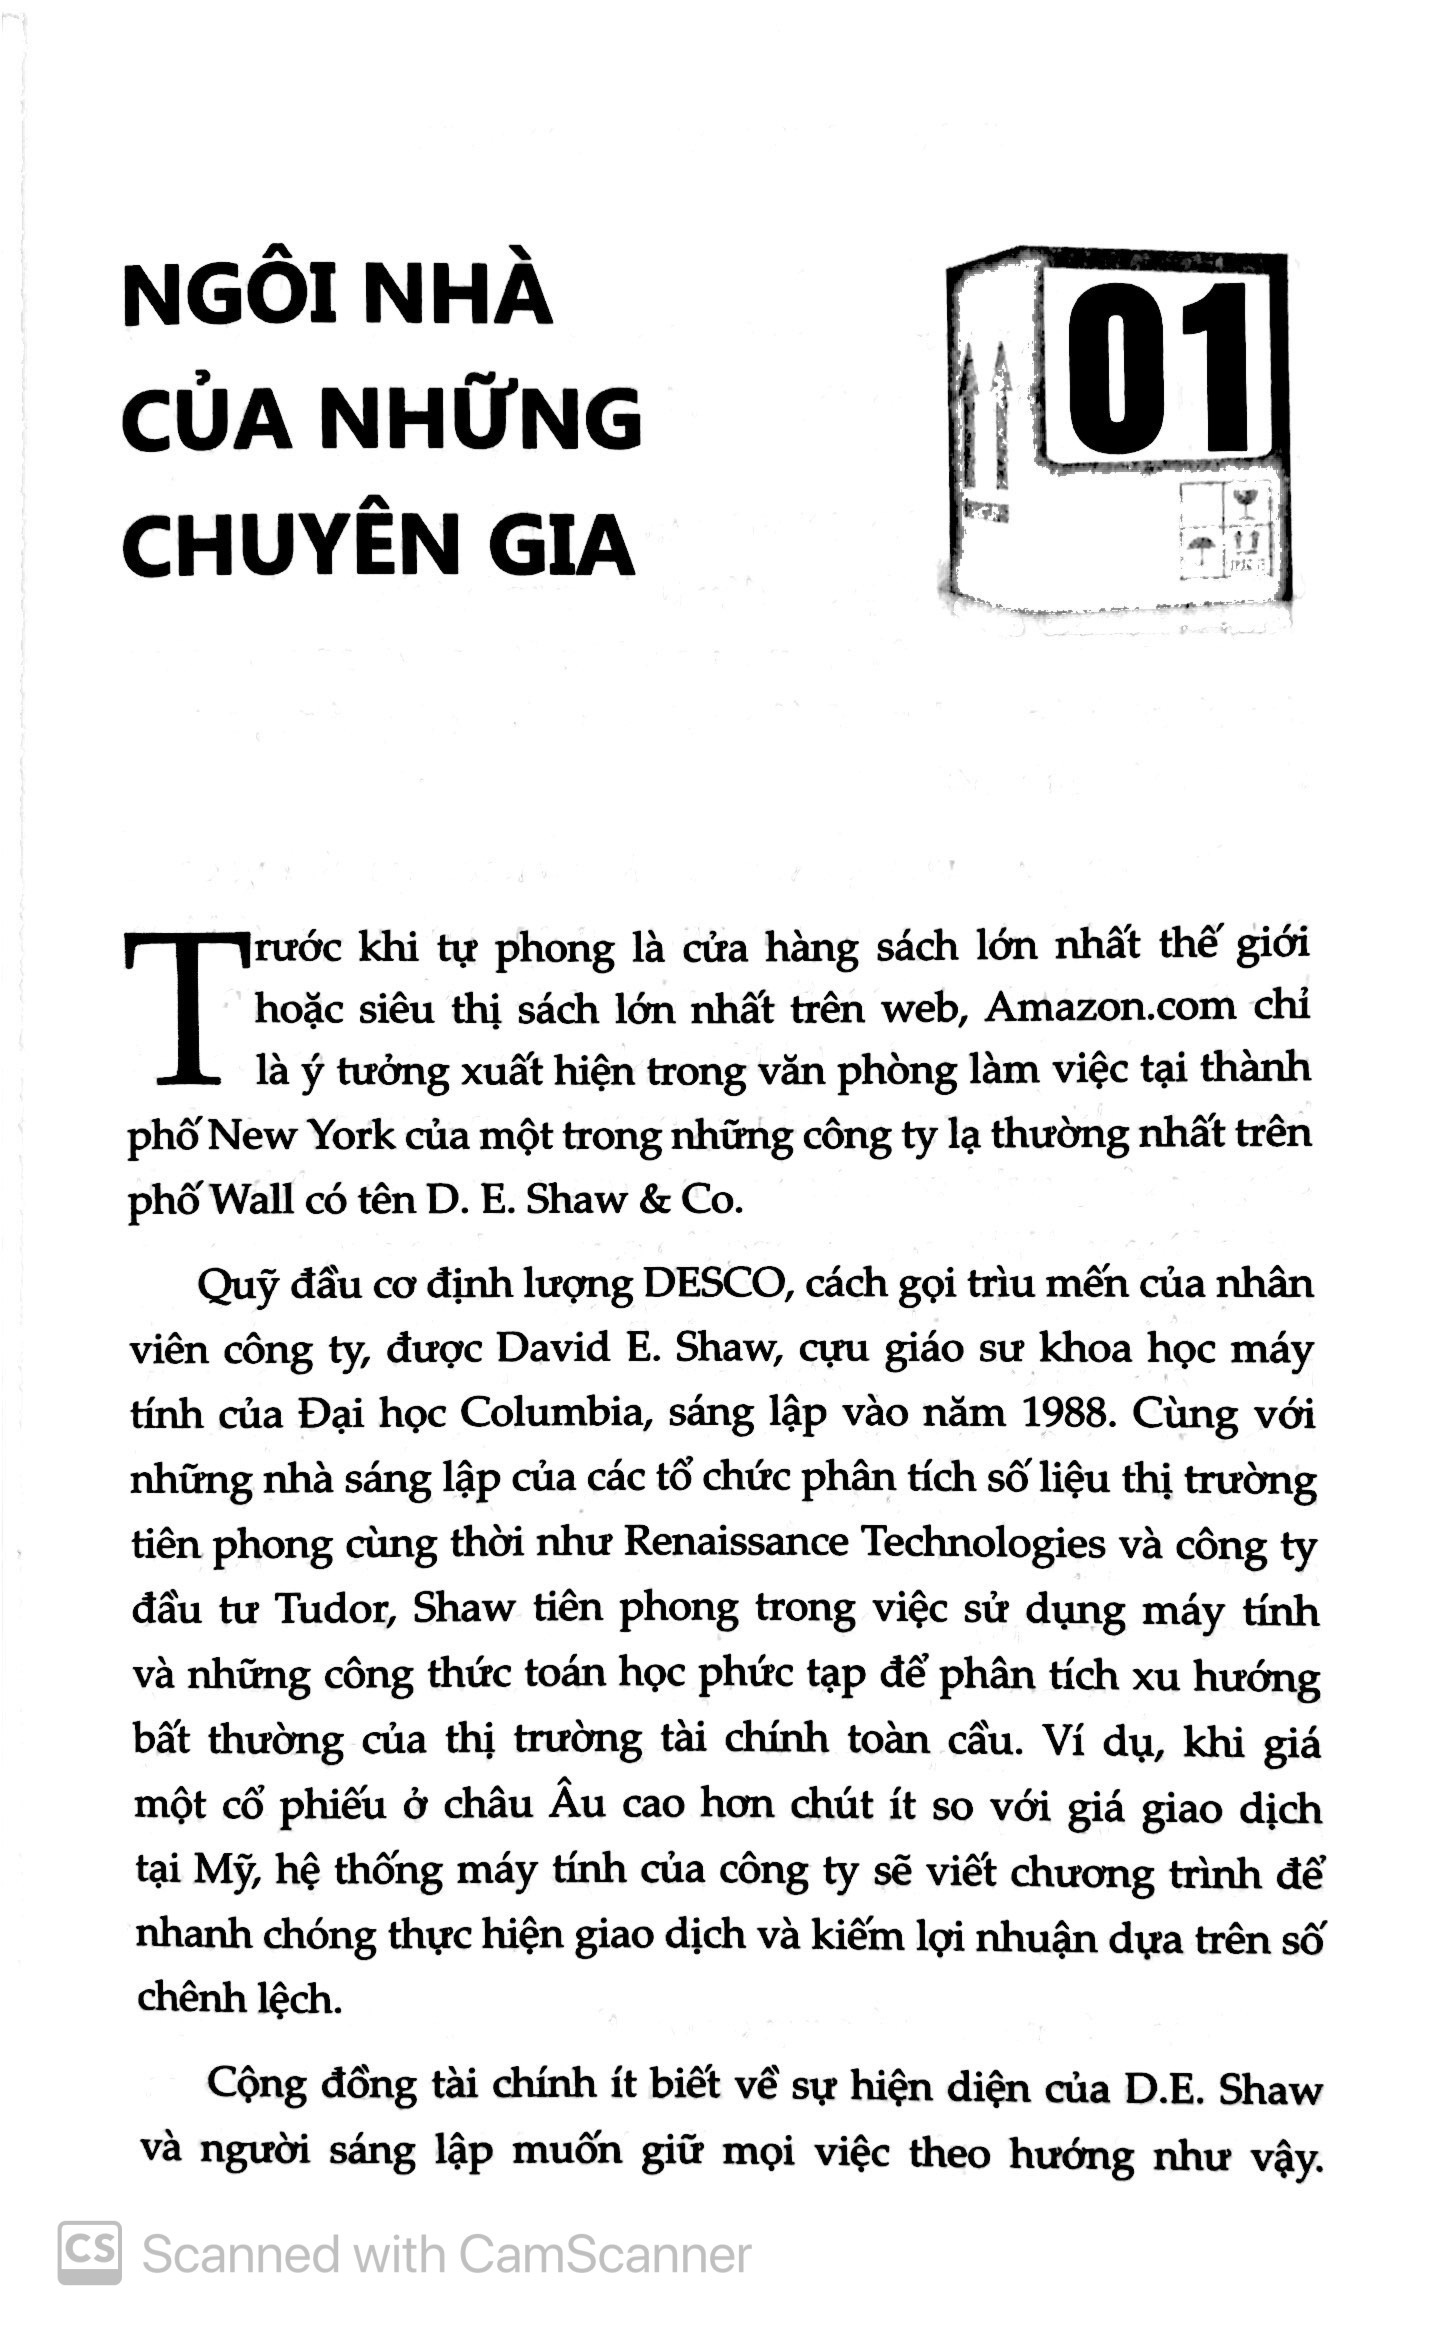 NGÔI NHÀ
CỦA NHỮNG
CHUYÊN GIA
01
Trước khi tự phong là cửa hàng sách lớn nhất thế giới
hoặc siêu thị sách lớn nhất trên web, Amazon.com chỉ
là ý tưởng xuất hiện trong văn phòng làm việc tại thành
phố New York của một trong những công ty lạ thường nhất trên
phố Wall có tên D. E. Shaw & Co.
Quỹ đầu cơ định lượng DESCO, cách gọi trìu mến của nhân
viên công ty, được David E. Shaw, cựu giáo sư khoa học máy
tính của Đại học Columbia, sáng lập vào năm 1988. Cùng với
những nhà sáng lập của các tổ chức phân tích số liệu thị trường
tiên phong cùng thời như Renaissance Technologies và công ty
đầu tư Tudor, Shaw tiên phong trong việc sử dụng máy tính
và những công thức toán học phức tạp để phân tích xu hướng
bất thường của thị trường tài chính toàn cầu. Ví dụ, khi giá
một cổ phiếu ở châu Âu cao hơn chút ít so với giá giao dịch
tại Mỹ, hệ thống máy tính của công ty sẽ viết chương trình để
nhanh chóng thực hiện giao dịch và kiếm lợi nhuận dựa trên số
chênh lệch.
Cộng đồng tài chính ít biết về sự hiện diện của D.E. Shaw
và người sáng lập muốn giữ mọi việc theo hướng như vậy.
CS Scanned with CamScanner